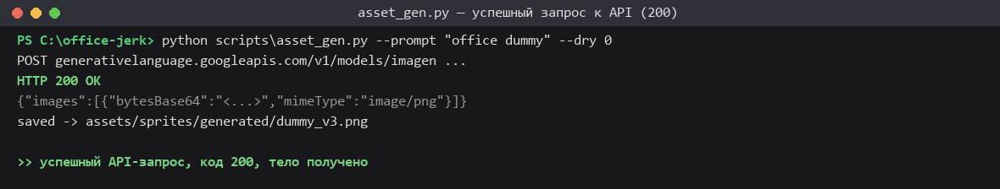 asset_gen.py — успешный запрос к API (200)
PS C:\office-jerk> python scripts\asset_gen.py --prompt "office dummy" --dry 0
POST generativelanguage.googleapis.com/v1/models/imagen ...
HTTP 200 OK
{"images":[{"bytesBase64":"<...>","mimeType":"image/png"}]}
saved -> assets/sprites/generated/dummy_v3.png
>> успешный API-запрос, код 200, тело получено